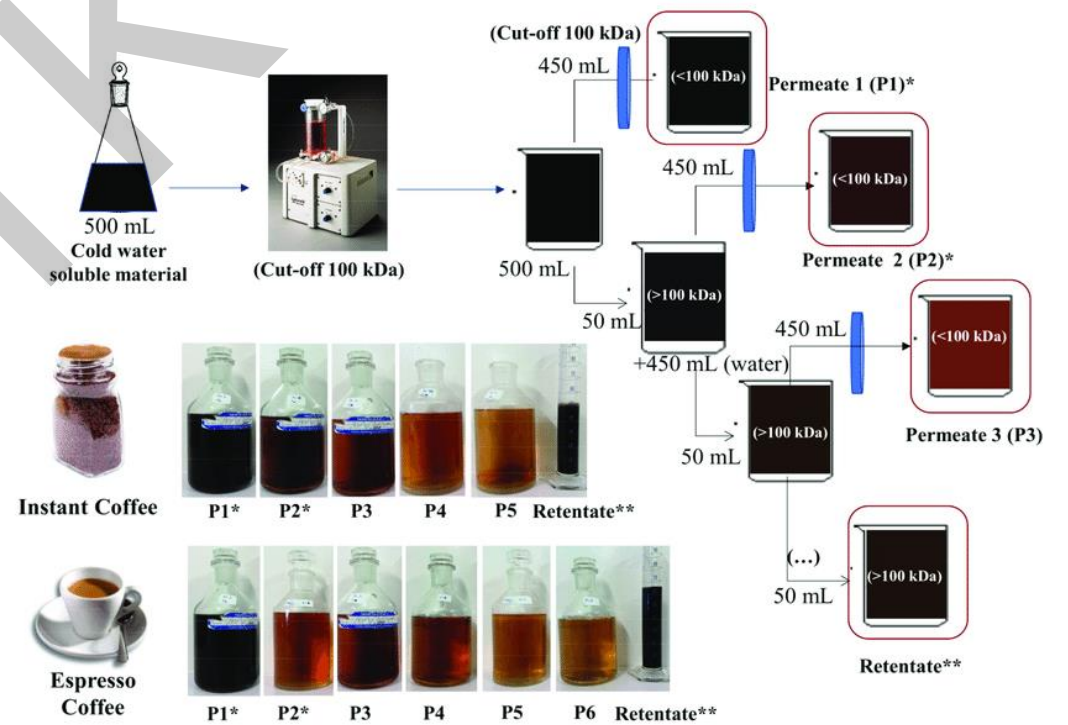 (Cut-off 100 kDa)
450 mL
(<100 kDa)
Permeate 1 (P1)*
500 mL
Cold water
soluble material
(Cut-off 100 kDa)
500 mL
450 mL
(<100 kDa)
Permeate 2 (P2)*
50 mL
(>100 kDa)
+450 mL (water)
450 mL
(<100 kDa)
Permeate 3 (P3)
50 mL
(>100 kDa)
(...)
50 mL
(>100 kDa)
Retentate**
Instant Coffee
P1* P2* P3 P4 P5 Retentate**
Espresso
Coffee
P1* P2* P3 P4 P5 P6 Retentate**